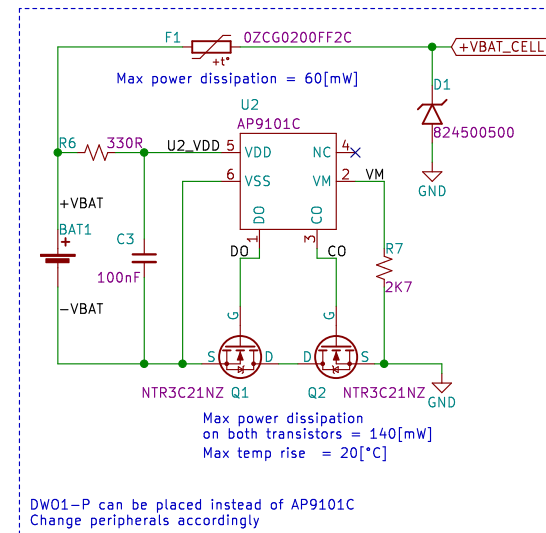 F1 0ZCG0200FF2C
+t°
+VBAT_CELL
Max power dissipation = 60[mW]
D1
U2
AP9101C
824500500
R6 330R
U2_VDD 5 VDD NC 4
6 VSS VM 2 VM
GND
+VBAT
DO CO
BAT1
+
1 3
C3
DO CO
R7
100nF
2K7
−VBAT
G G
S D D S
NTR3C21NZ Q1 Q2 NTR3C21NZ
GND
Max power dissipation
on both transistors = 140[mW]
Max temp rise = 20[°C]
DWO1-P can be placed instead of AP9101C
Change peripherals accordingly